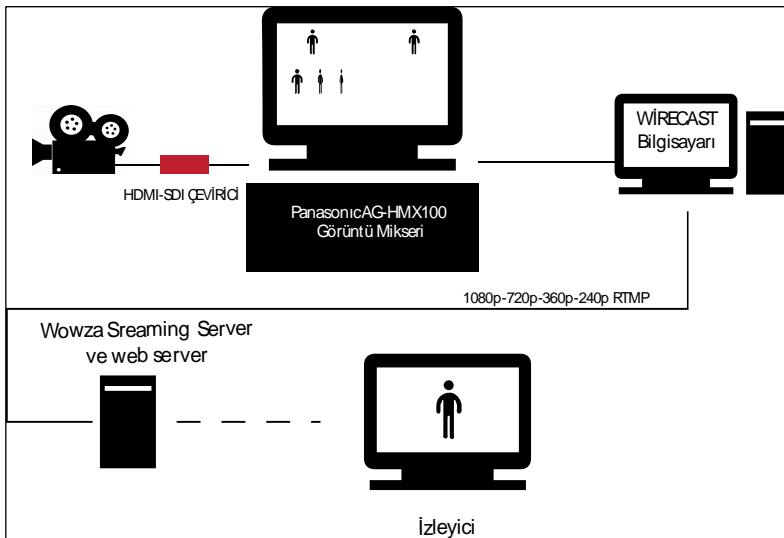 WİRECAST
Bilgisayarı
HDMI-SDI ÇEVİRİCİ
PanasonıcAG-HMX100
Görüntü Mikseri
1080p-720p-360p-240p RTMP
Wowza Sreaming Server
ve web server
İzleyici